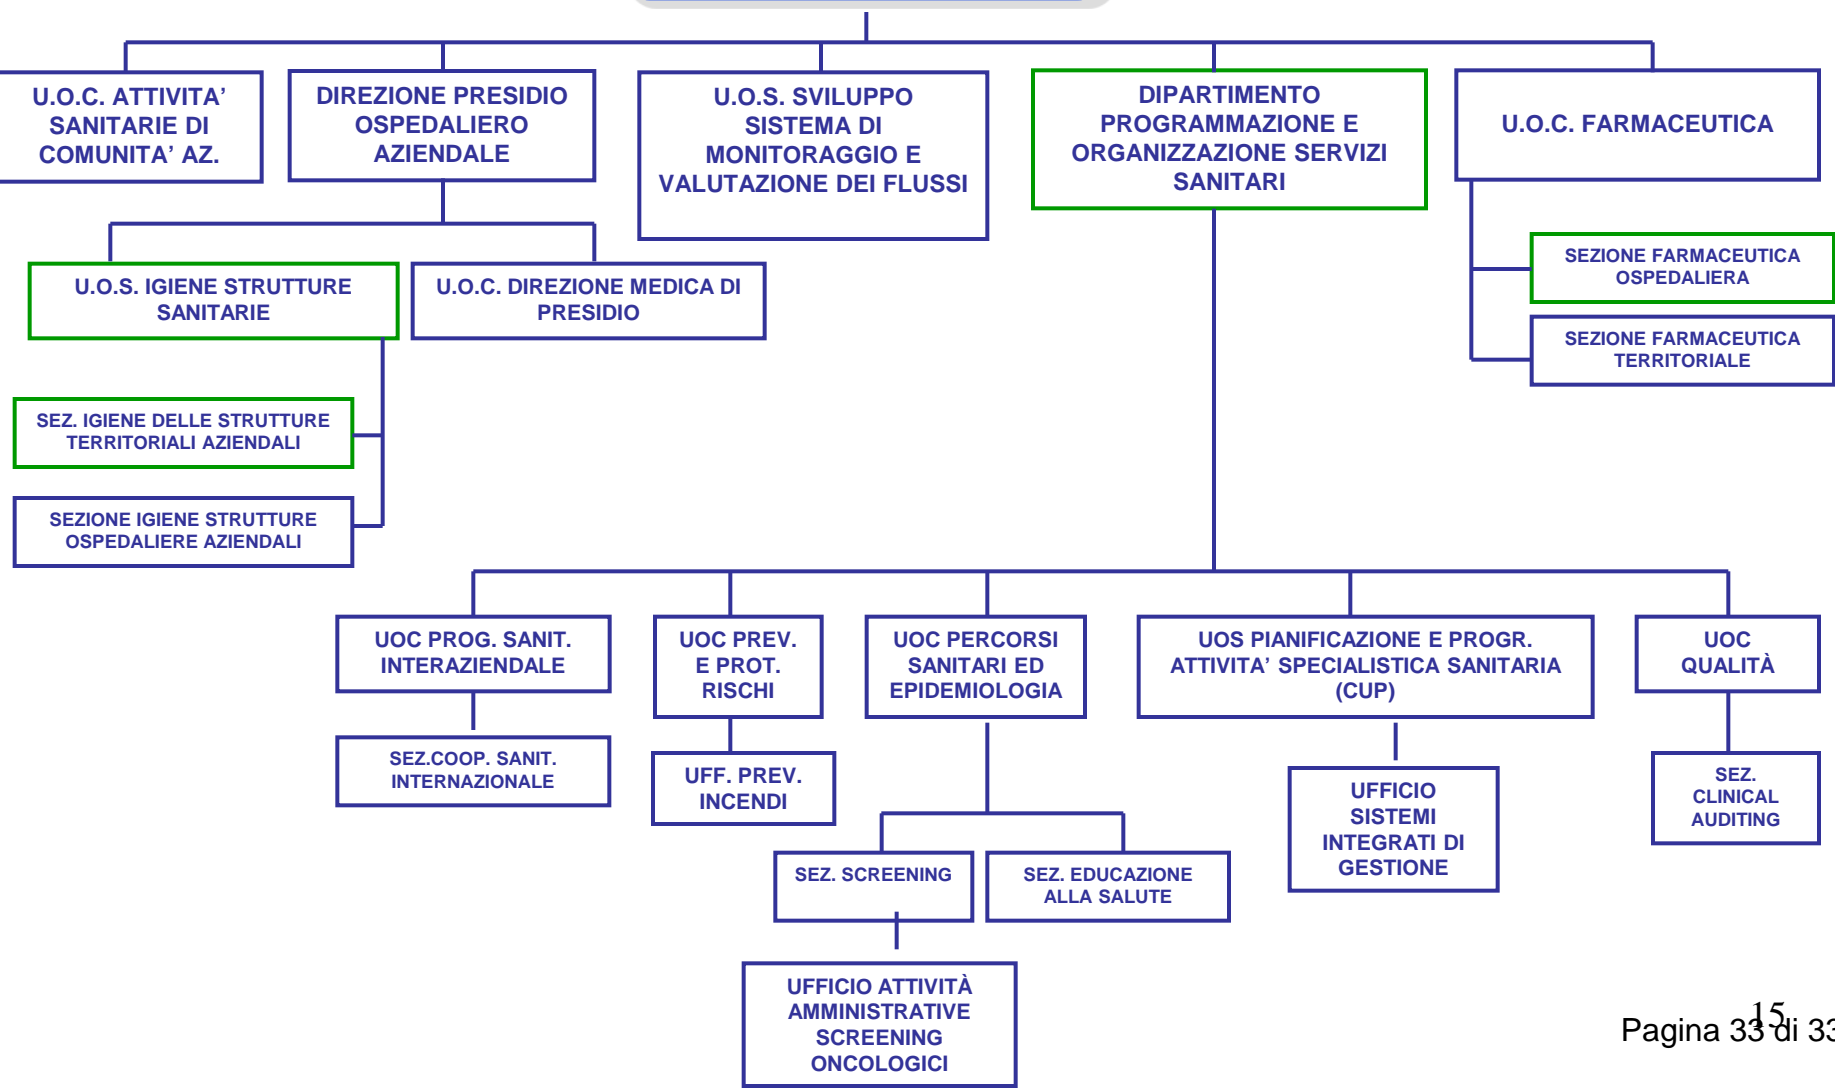 U.O.C. ATTIVITA’
SANITARIE DI
COMUNITA’ AZ.
DIREZIONE PRESIDIO
OSPEDALIERO
AZIENDALE
U.O.S. SVILUPPO
SISTEMA DI
MONITORAGGIO E
VALUTAZIONE DEI FLUSSI
DIPARTIMENTO
PROGRAMMAZIONE E
ORGANIZZAZIONE SERVIZI
SANITARI
U.O.C. FARMACEUTICA
U.O.S. IGIENE STRUTTURE
SANITARIE
U.O.C. DIREZIONE MEDICA DI
PRESIDIO
SEZIONE FARMACEUTICA
OSPEDALIERA
SEZIONE FARMACEUTICA
TERRITORIALE
SEZ. IGIENE DELLE STRUTTURE
TERRITORIALI AZIENDALI
SEZIONE IGIENE STRUTTURE
OSPEDALIERE AZIENDALI
UOC PROG. SANIT.
INTERAZIENDALE
UOC PREV.
E PROT.
RISCHI
UOC PERCORSI
SANITARI ED
EPIDEMIOLOGIA
UOS PIANIFICAZIONE E PROGR.
ATTIVITA’ SPECIALISTICA SANITARIA
(CUP)
UOC
QUALITÀ
SEZ.COOP. SANIT.
INTERNAZIONALE
UFF. PREV.
INCENDI
UFFICIO
SISTEMI
INTEGRATI DI
GESTIONE
SEZ.
CLINICAL
AUDITING
SEZ. SCREENING
SEZ. EDUCAZIONE
ALLA SALUTE
UFFICIO ATTIVITÀ
AMMINISTRATIVE
SCREENING
ONCOLOGICI
15
Pagina 33 di 33